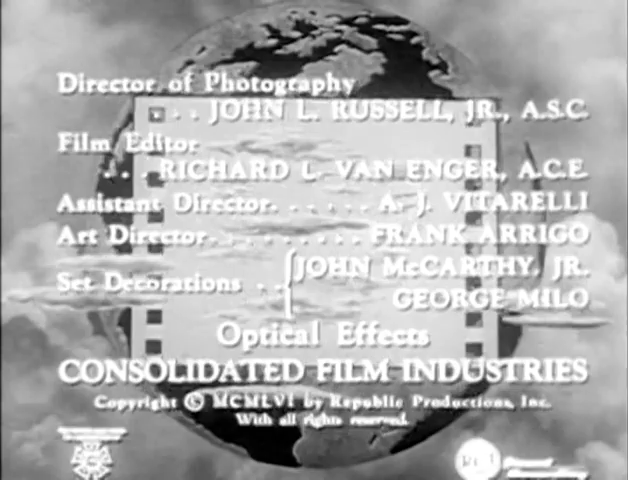 Director of Photography
. . . JOHN L. RUSSELL, JR., A.S.C.
Film Editor
. . . RICHARD L. VAN ENGER, A.C.E.
Assistant Director. . . . . . A. J. VITARELLI
Art Director. . . . . . . . . FRANK ARRIGO
Set Decorations . . JOHN McCARTHY, JR.
GEORGE MILO
Optical Effects
CONSOLIDATED FILM INDUSTRIES
Copyright © MCMLVI by Republic Productions, Inc.
With all rights reserved.
RCA